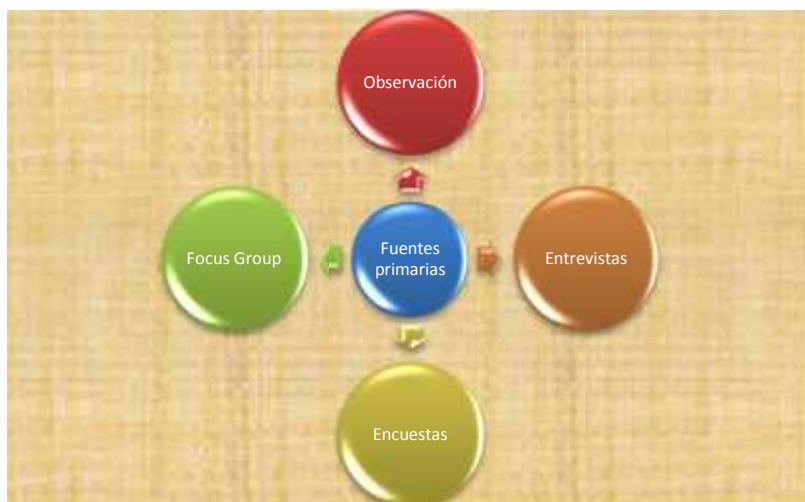 Observación
Focus Group
Fuentes
primarias
Entrevistas
Encuestas